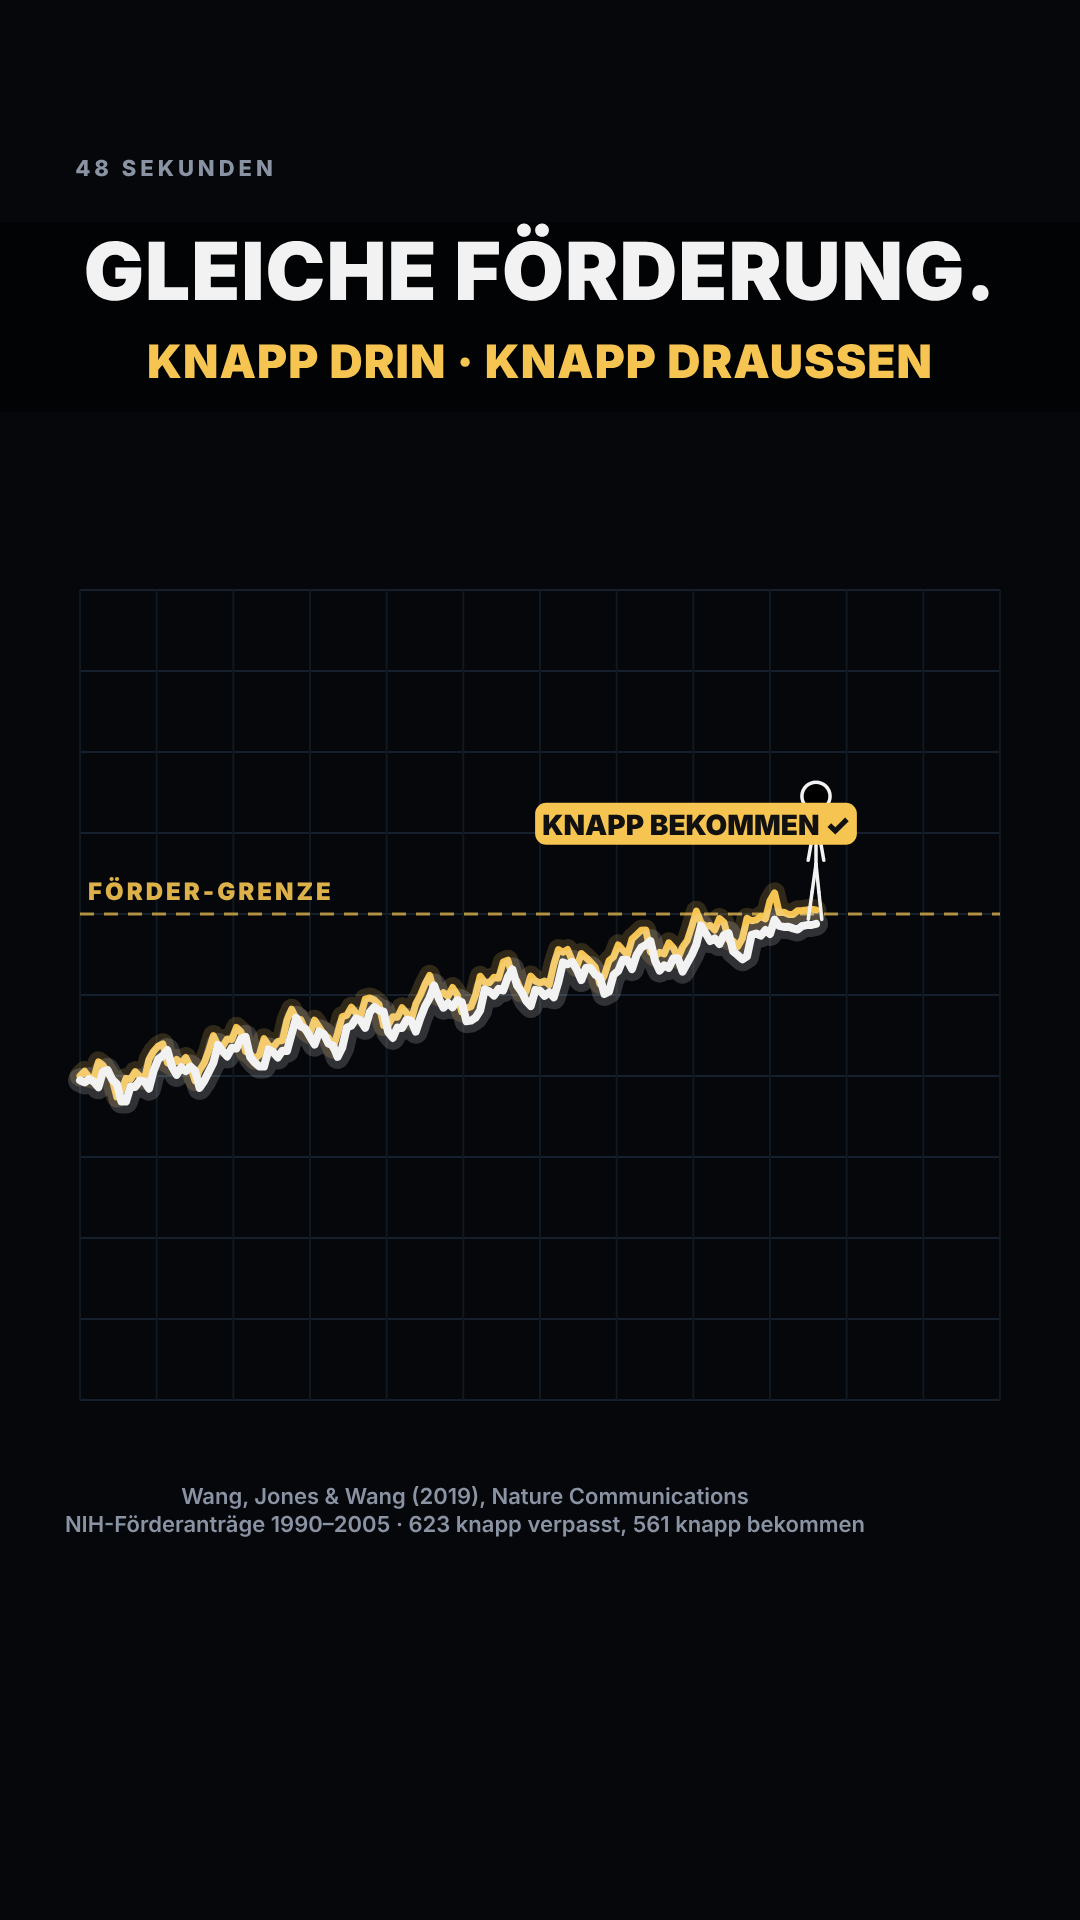 48 SEKUNDEN
GLEICHE FÖRDERUNG.
KNAPP DRIN · KNAPP DRAUSSEN
KNAPP BEKOMMEN ✔
FÖRDER-GRENZE
Wang, Jones & Wang (2019), Nature Communications
NIH-Förderanträge 1990–2005 · 623 knapp verpasst, 561 knapp bekommen